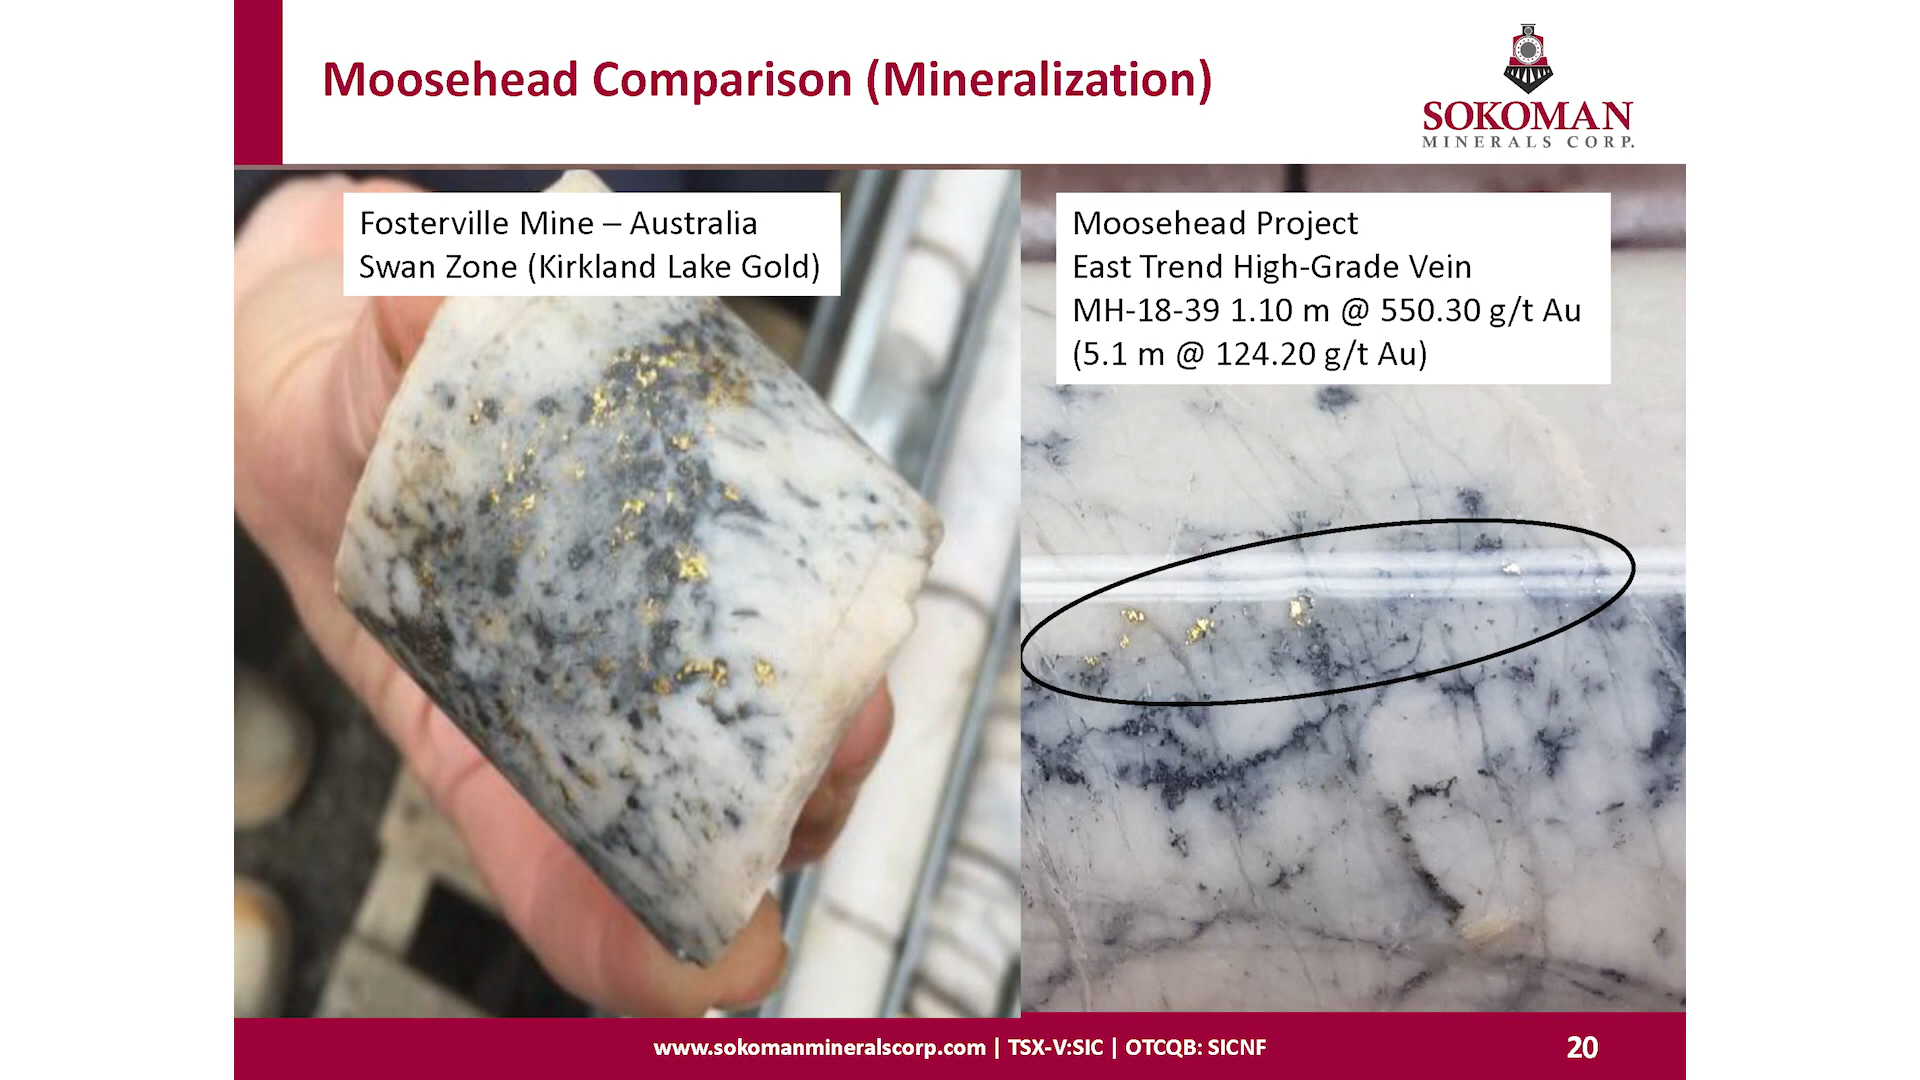 Moosehead Comparison (Mineralization)
SOKOMAN
MINERALS CORP.
Fosterville Mine – Australia
Swan Zone (Kirkland Lake Gold)
Moosehead Project
East Trend High-Grade Vein
MH-18-39 1.10 m @ 550.30 g/t Au
(5.1 m @ 124.20 g/t Au)
www.sokomanmineralscorp.com | TSX-V:SIC | OTCQB: SICNF
20